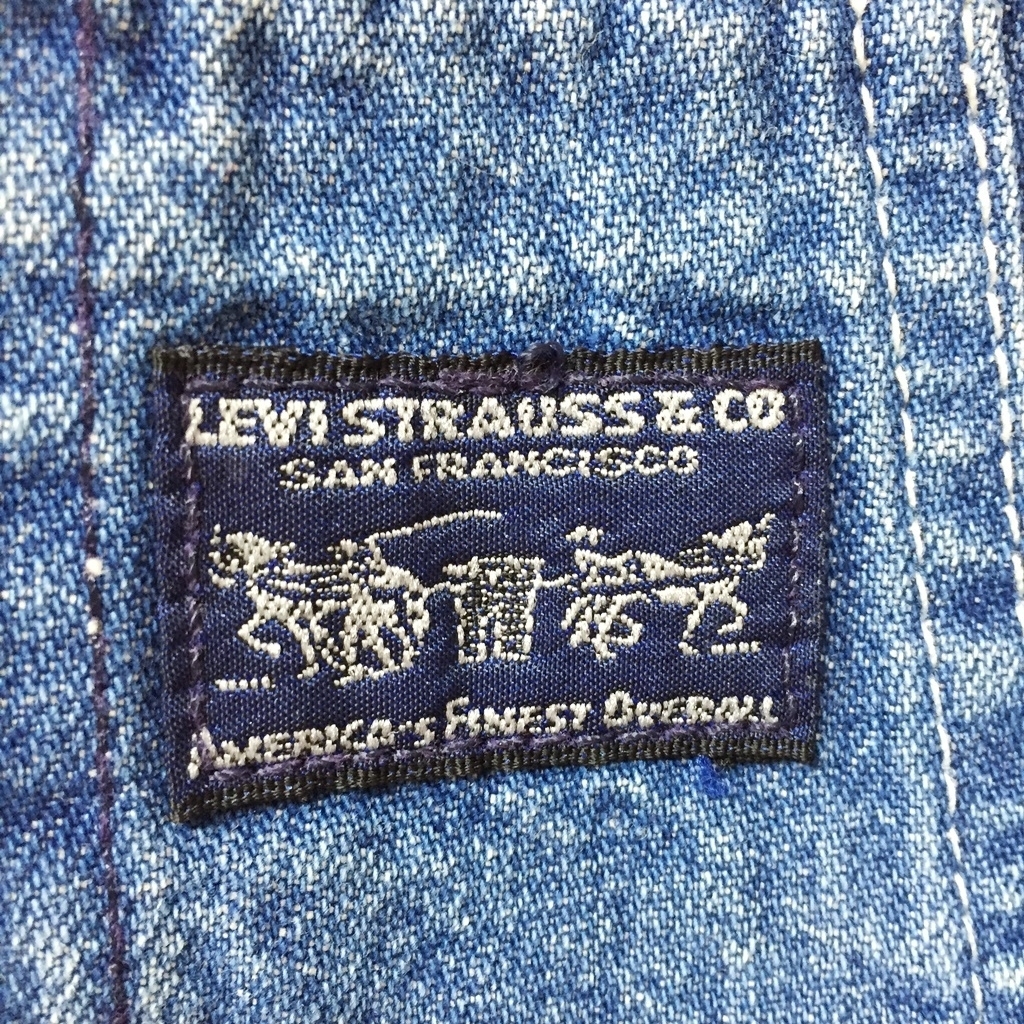 LEVI STRAUSS & CO
SAN FRANCISCO
AMERICA'S FINEST OVERALL